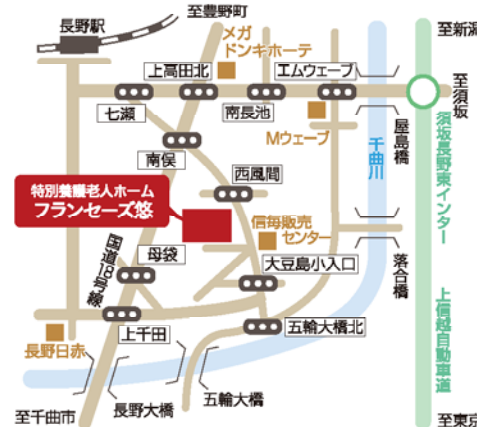 至豊野町
至新潟
長野駅
メガ
ドンキホーテ
上高田北
エムウェーブ
至須坂
七瀬
南長池
Mウェーブ
屋島橋
南俣
千曲川
須坂長野東インター
西風間
特別養護老人ホーム
フランセーズ悠
信毎販売
センター
国道18号線
母袋
大豆島小入口
落合橋
上信越自動車道
上千田
五輪大橋北
長野日赤
長野大橋
五輪大橋
至千曲市
至東京